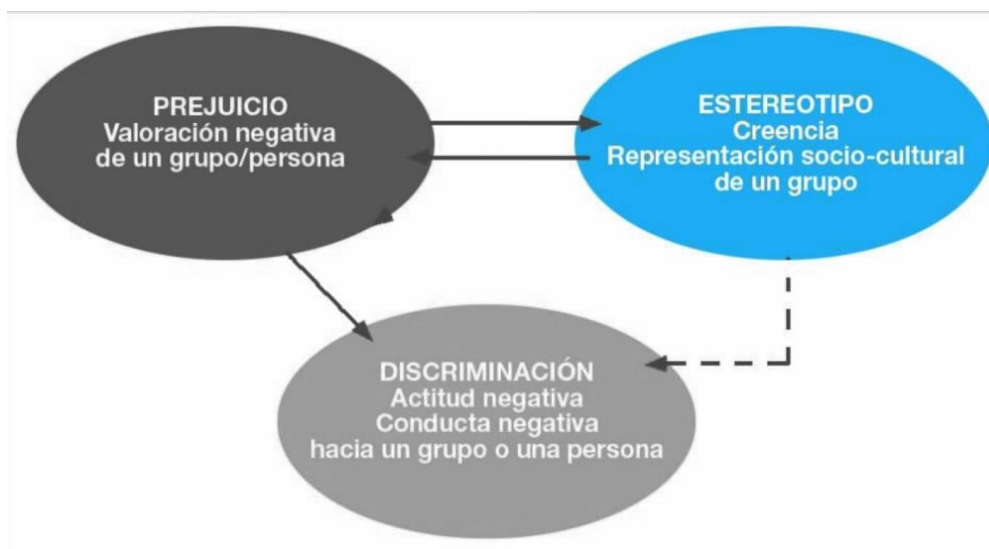 PREJUICIO
Valoración negativa
de un grupo/persona
ESTEREOTIPO
Creencia
Representación socio-cultural
de un grupo
DISCRIMINACIÓN
Actitud negativa
Conducta negativa
hacia un grupo o una persona